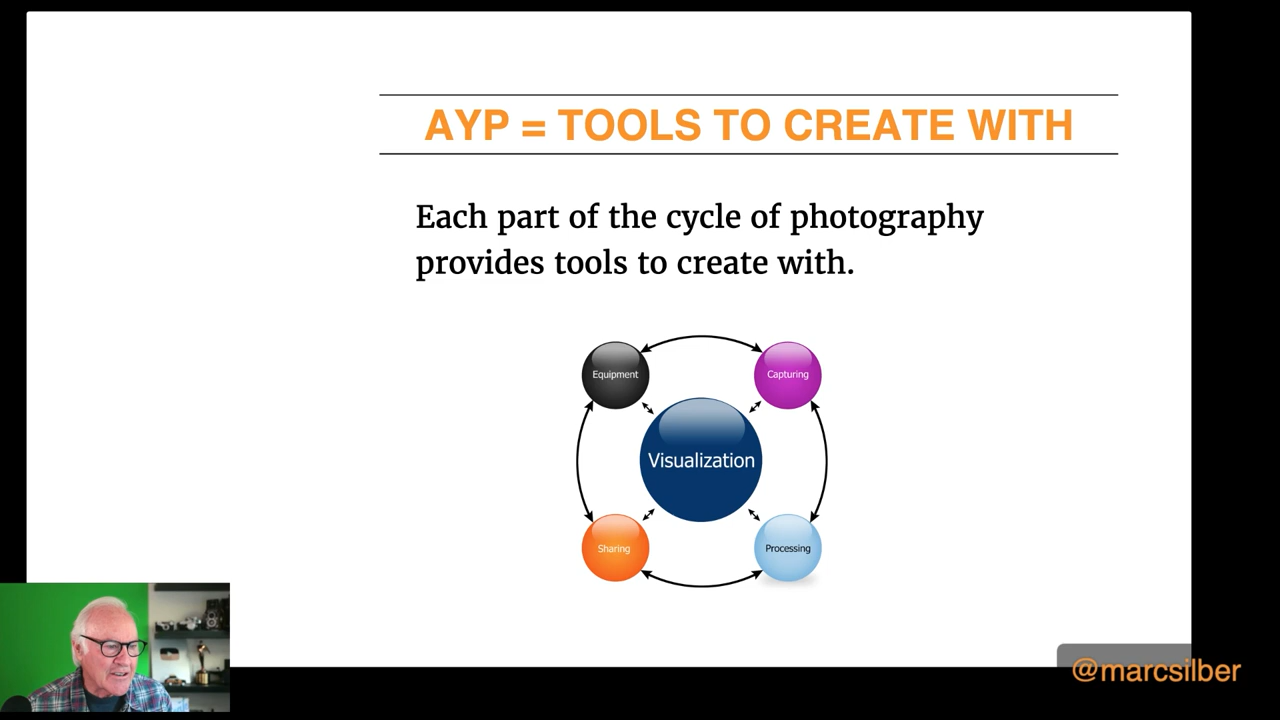 AYP = TOOLS TO CREATE WITH
Each part of the cycle of photography
provides tools to create with.
Equipment
Capturing
Visualization
Sharing
Processing
@marcsilber